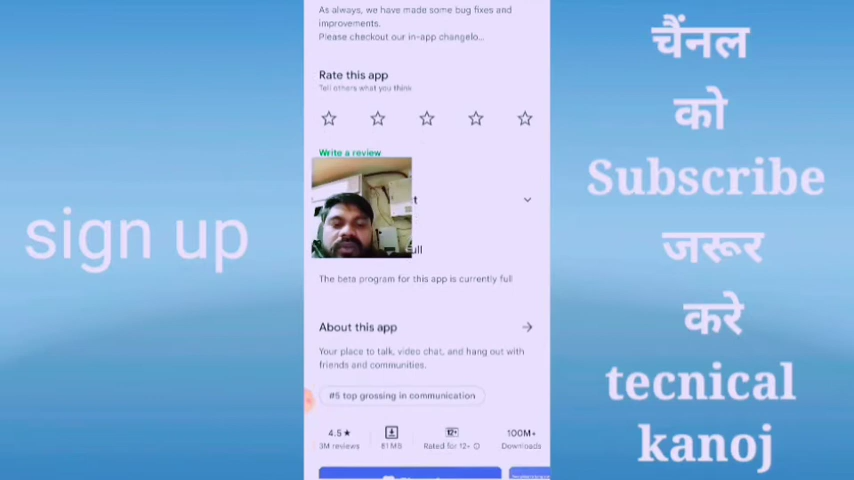 As always, we have made some bug fixes and
improvements.
Please checkout our in-app changelo...
Rate this app
Tell others what you think
Write a review
The beta program for this app is currently full
About this app
Your place to talk, video chat, and hang out with
friends and communities.
#5 top grossing in communication
4.5★
3M reviews
81 MB
12+
Rated for 12+
100M+
Downloads
sign up
चैंनल
को
Subscribe
जरूर
करे
tecnical
kanoj